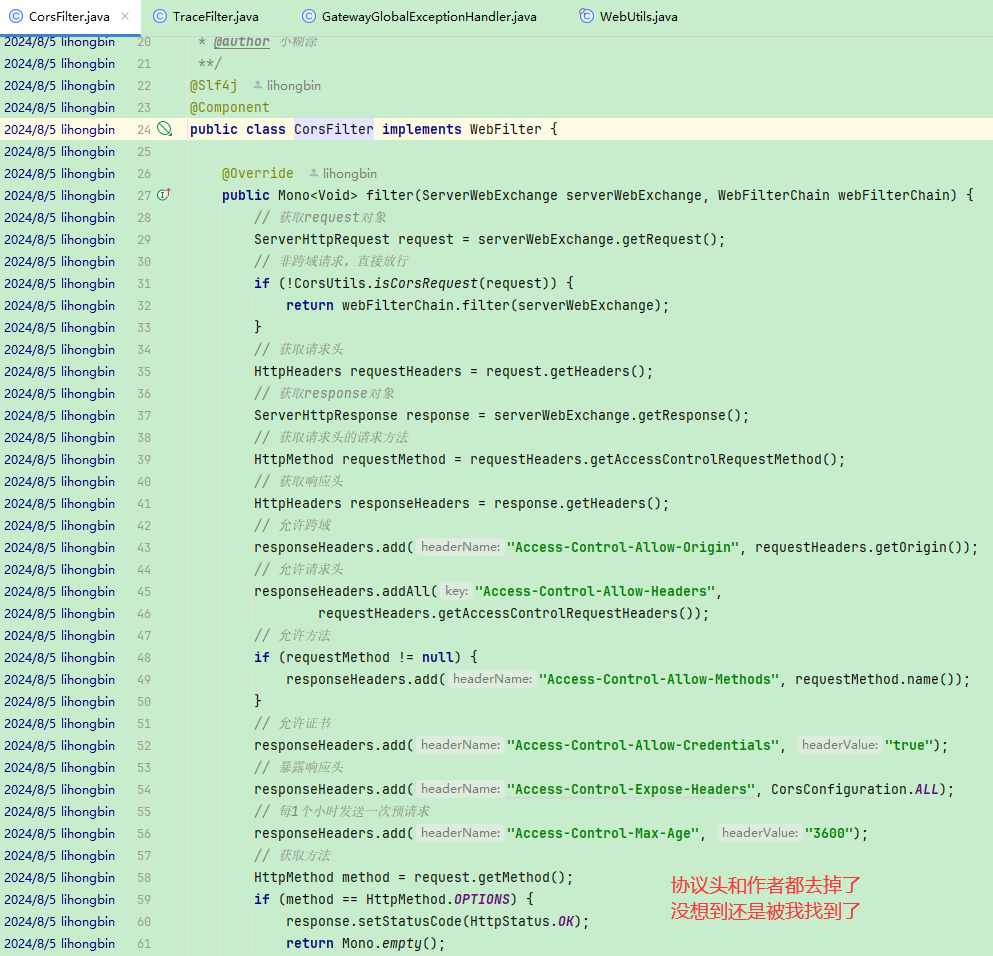 CorsFilter.java × TraceFilter.java GatewayGlobalExceptionHandler.java WebUtils.java
2024/8/5 lihongbin 20 * @author 小糊涂
2024/8/5 lihongbin 21 **/
2024/8/5 lihongbin 22 @Slf4j lihongbin
2024/8/5 lihongbin 23 @Component
2024/8/5 lihongbin 24 public class CorsFilter implements WebFilter {
2024/8/5 lihongbin 25
2024/8/5 lihongbin 26 @Override lihongbin
2024/8/5 lihongbin 27 public Mono<Void> filter(ServerWebExchange serverWebExchange, WebFilterChain webFilterChain) {
2024/8/5 lihongbin 28 // 获取request对象
2024/8/5 lihongbin 29 ServerHttpRequest request = serverWebExchange.getRequest();
2024/8/5 lihongbin 30 // 非跨域请求，直接放行
2024/8/5 lihongbin 31 if (!CorsUtils.isCorsRequest(request)) {
2024/8/5 lihongbin 32 return webFilterChain.filter(serverWebExchange);
2024/8/5 lihongbin 33 }
2024/8/5 lihongbin 34 // 获取请求头
2024/8/5 lihongbin 35 HttpHeaders requestHeaders = request.getHeaders();
2024/8/5 lihongbin 36 // 获取response对象
2024/8/5 lihongbin 37 ServerHttpResponse response = serverWebExchange.getResponse();
2024/8/5 lihongbin 38 // 获取请求头的请求方法
2024/8/5 lihongbin 39 HttpMethod requestMethod = requestHeaders.getAccessControlRequestMethod();
2024/8/5 lihongbin 40 // 获取响应头
2024/8/5 lihongbin 41 HttpHeaders responseHeaders = response.getHeaders();
2024/8/5 lihongbin 42 // 允许跨域
2024/8/5 lihongbin 43 responseHeaders.add( headerName: "Access-Control-Allow-Origin", requestHeaders.getOrigin());
2024/8/5 lihongbin 44 // 允许请求头
2024/8/5 lihongbin 45 responseHeaders.addAll( key: "Access-Control-Allow-Headers",
2024/8/5 lihongbin 46 requestHeaders.getAccessControlRequestHeaders());
2024/8/5 lihongbin 47 // 允许方法
2024/8/5 lihongbin 48 if (requestMethod != null) {
2024/8/5 lihongbin 49 responseHeaders.add( headerName: "Access-Control-Allow-Methods", requestMethod.name());
2024/8/5 lihongbin 50 }
2024/8/5 lihongbin 51 // 允许证书
2024/8/5 lihongbin 52 responseHeaders.add( headerName: "Access-Control-Allow-Credentials", headerValue: "true");
2024/8/5 lihongbin 53 // 暴露响应头
2024/8/5 lihongbin 54 responseHeaders.add( headerName: "Access-Control-Expose-Headers", CorsConfiguration.ALL);
2024/8/5 lihongbin 55 // 每1个小时发送一次预请求
2024/8/5 lihongbin 56 responseHeaders.add( headerName: "Access-Control-Max-Age", headerValue: "3600");
2024/8/5 lihongbin 57 // 获取方法
2024/8/5 lihongbin 58 HttpMethod method = request.getMethod();
2024/8/5 lihongbin 59 if (method == HttpMethod.OPTIONS) {
2024/8/5 lihongbin 60 response.setStatusCode(HttpStatus.OK);
2024/8/5 lihongbin 61 return Mono.empty();
协议头和作者都去掉了
没想到还是被我找到了